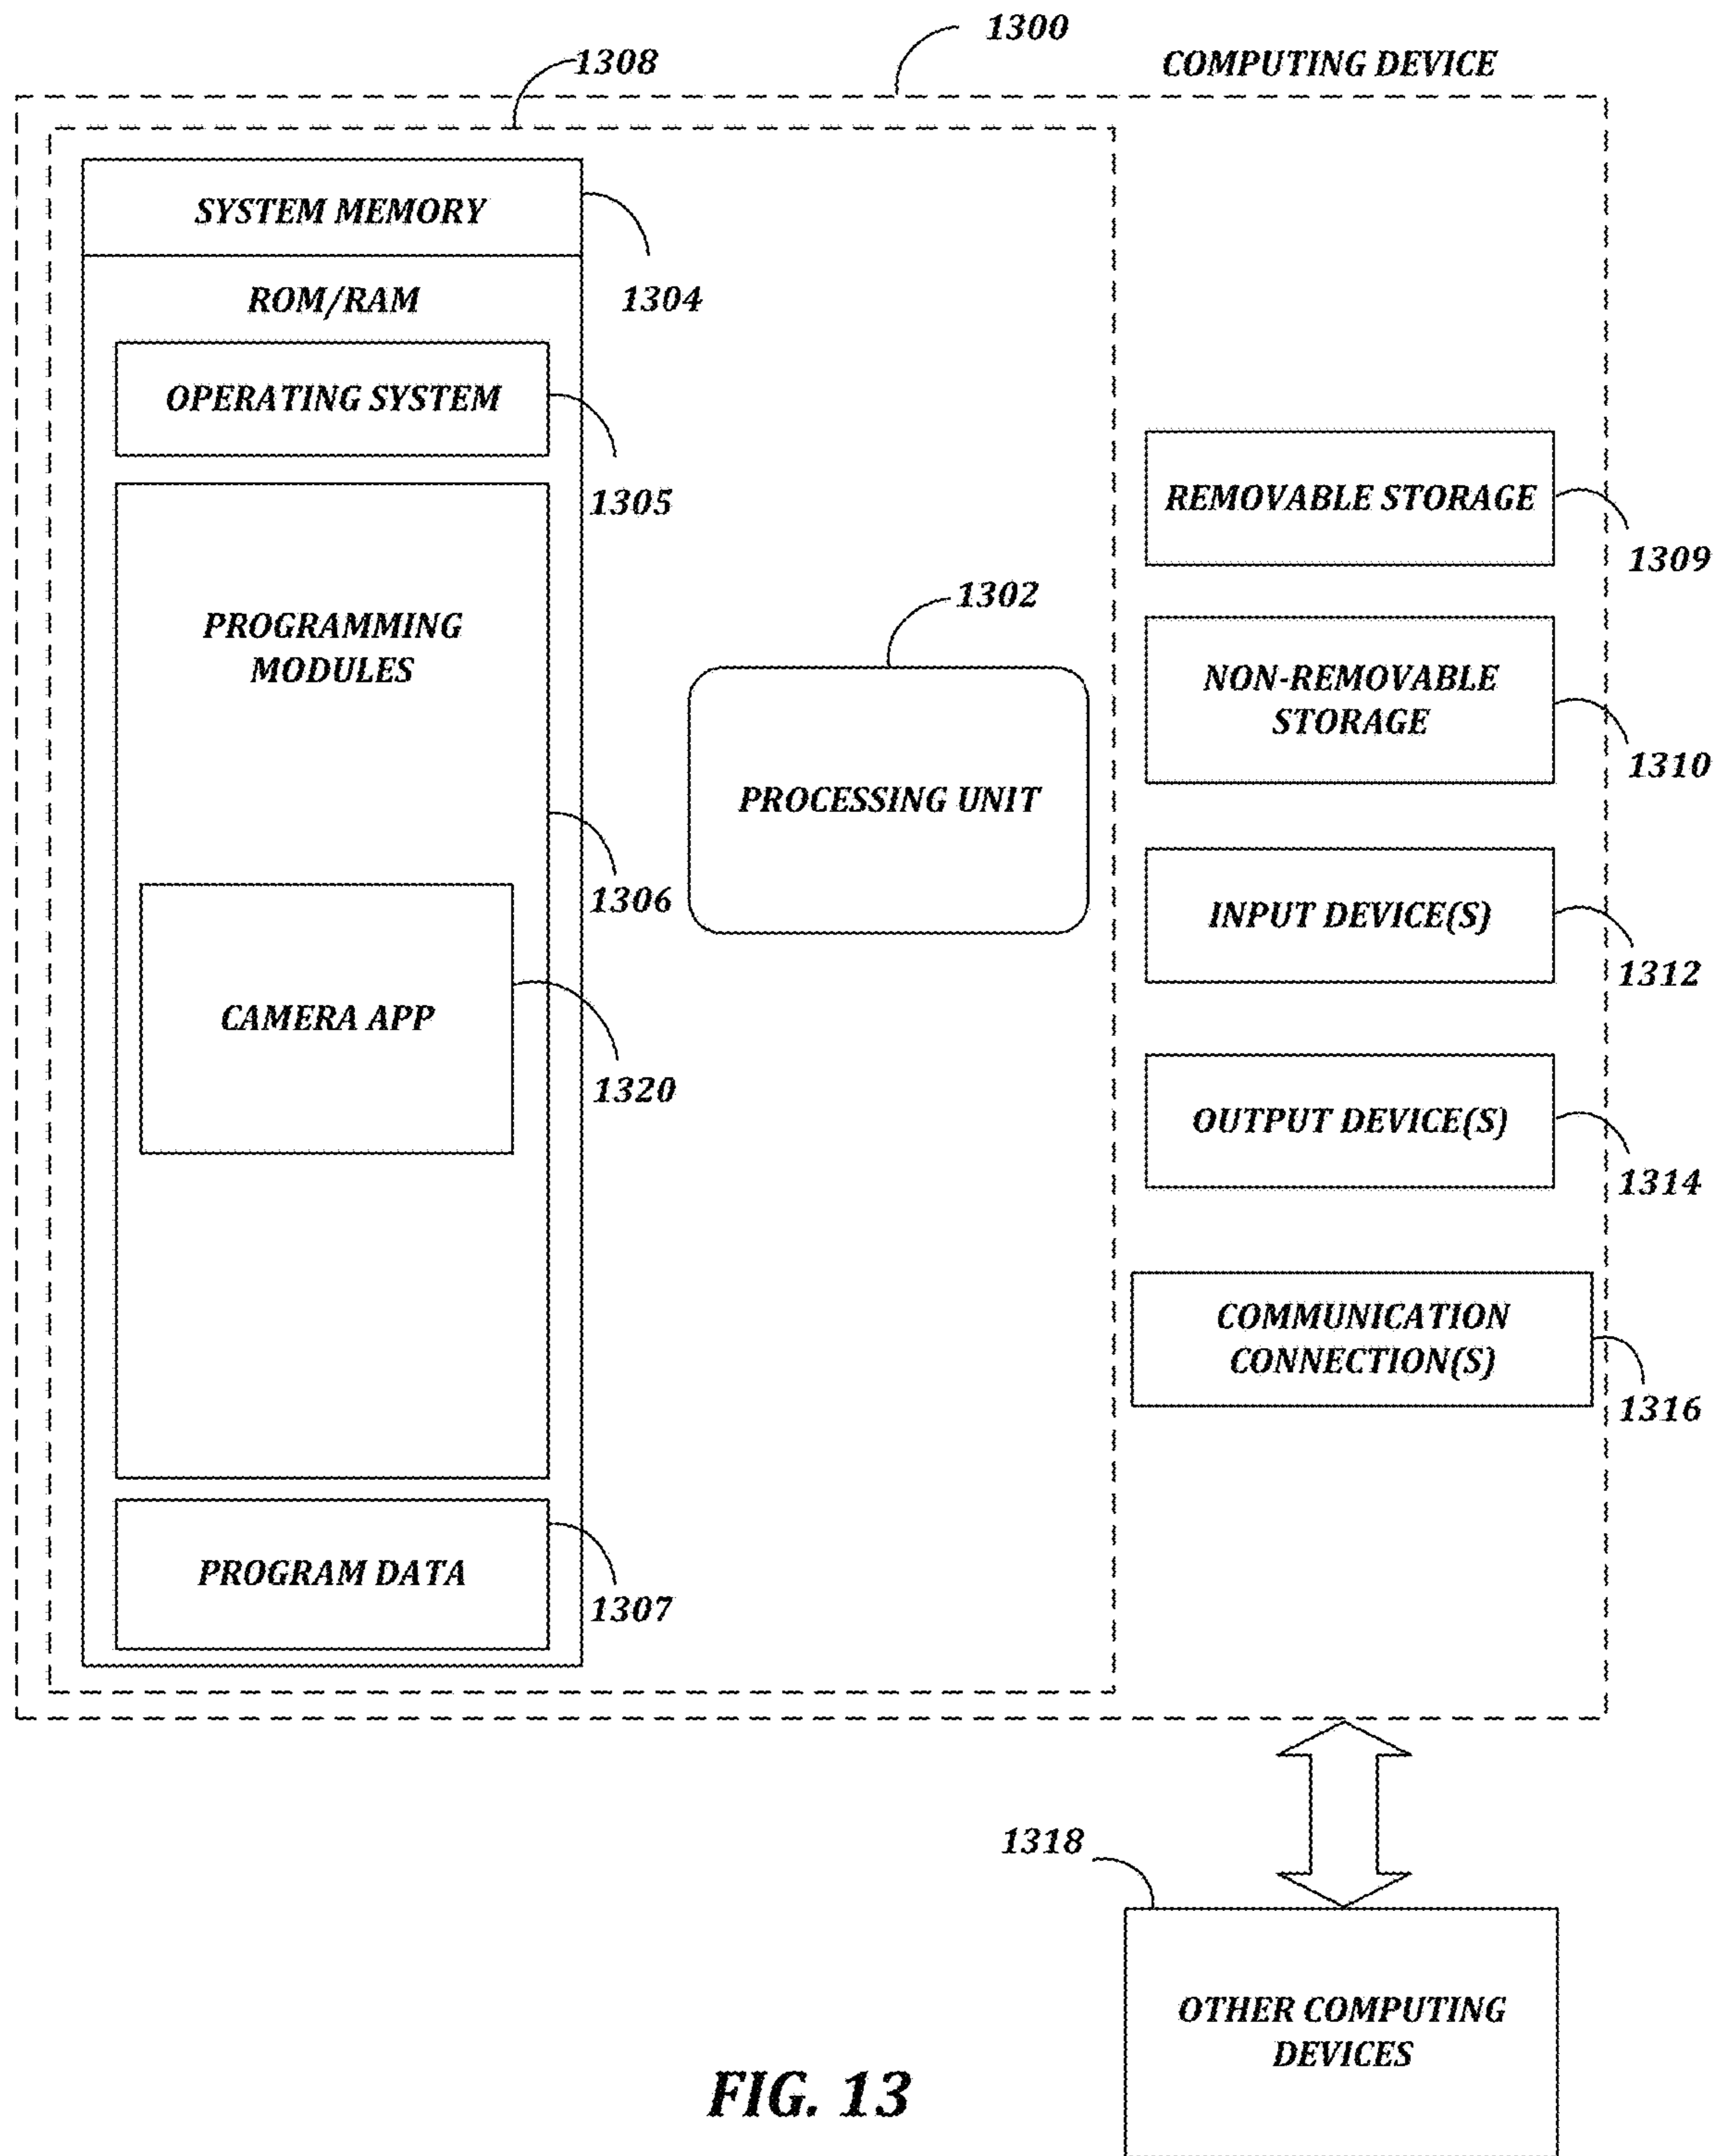 1300
COMPUTING DEVICE
1308
SYSTEM MEMORY
1304
ROM/RAM
OPERATING SYSTEM
1305
PROGRAMMING
MODULES
1306
CAMERA APP
1320
PROGRAM DATA
1307
1302
PROCESSING UNIT
REMOVABLE STORAGE
1309
NON-REMOVABLE
STORAGE
1310
INPUT DEVICE(S)
1312
OUTPUT DEVICE(S)
1314
COMMUNICATION
CONNECTION(S)
1316
1318
OTHER COMPUTING
DEVICES
FIG. 13